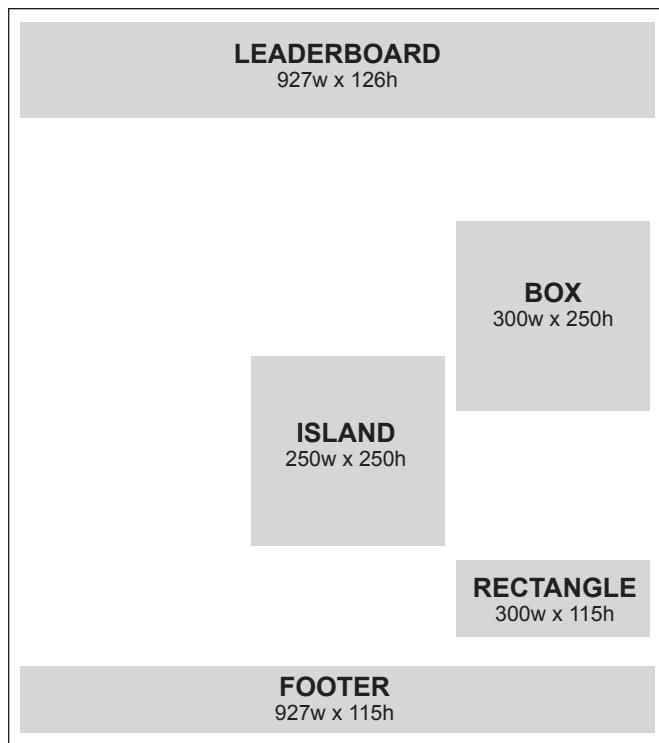 LEADERBOARD
927w x 126h
BOX
300w x 250h
ISLAND
250w x 250h
RECTANGLE
300w x 115h
FOOTER
927w x 115h